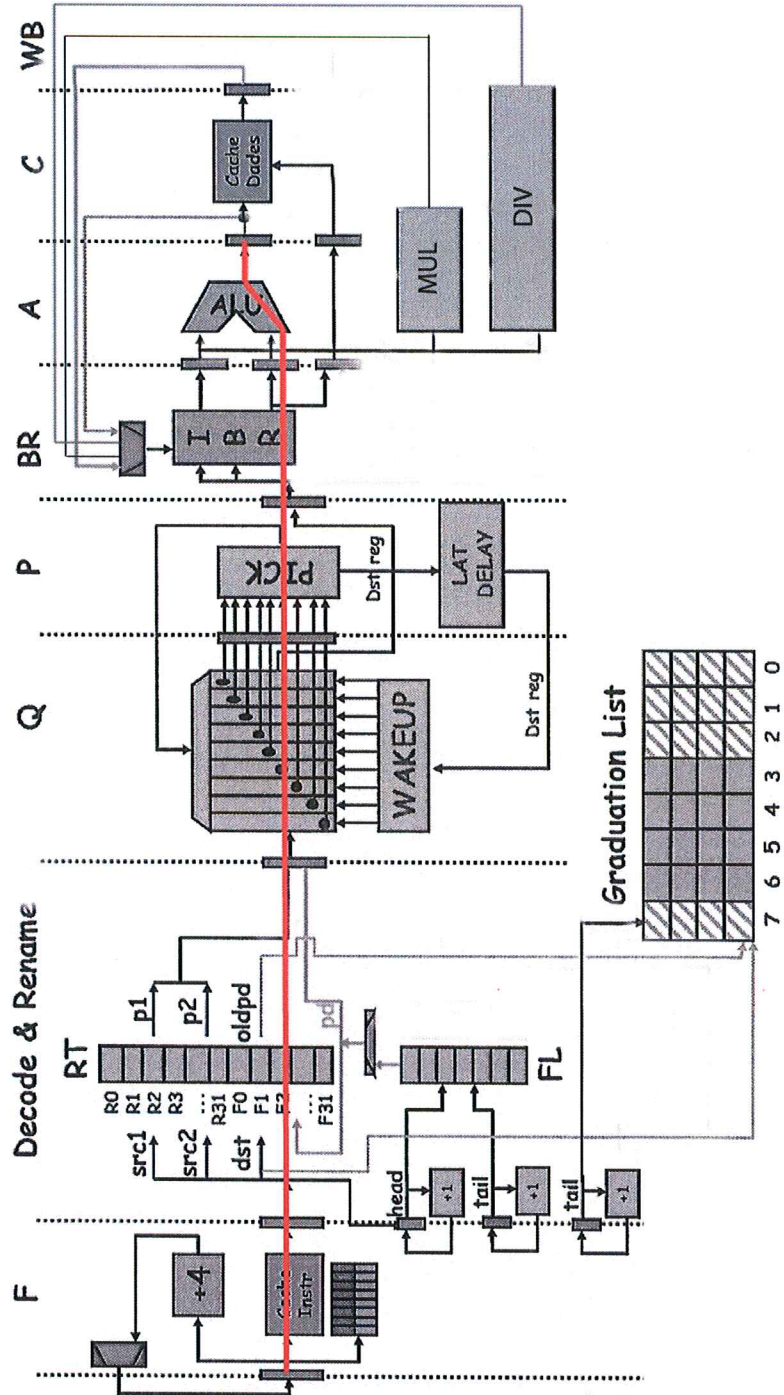 F
Decode & Rename
Q
P
BR
A
C
WB
+4
Cache
Instr
RT
src1
src2
dst
R0
R1
R2
R3
...
R31
F0
F1
F2
...
F31
p1
p2
oldpd
pd
FL
head
+1
tail
+1
tail
+1
WAKEUP
PICK
Dst reg
LAT
DELAY
Dst reg
I
B
R
ALU
Cache
Dades
MUL
DIV
Graduation List
7 6 5 4 3 2 1 0